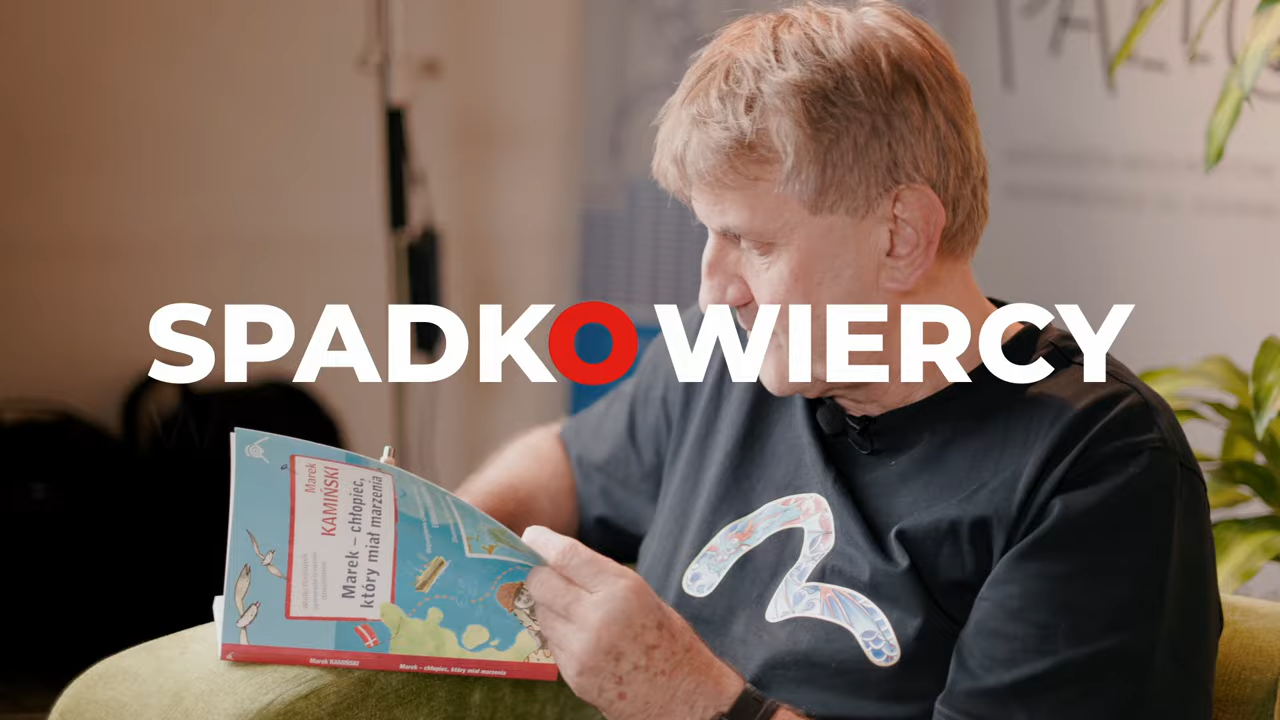 SPADKOWIERCY
Marek
KAMIŃSKI
Marek – chłopiec,
który miał marzenia
Marek KAMIŃSKI
Marek – chłopiec, który miał marzenia